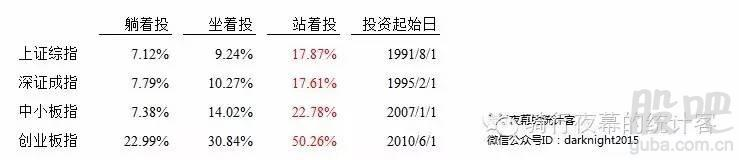 躺着投 坐着投 站着投 投资起始日
上证综指 7.12% 9.24% 17.87% 1991/8/1
深证成指 7.79% 10.27% 17.61% 1995/2/1
中小板指 7.38% 14.02% 22.78% 2007/1/1
创业板指 22.99% 30.84% 50.26% 2010/6/1
骑行夜幕的统计客
微信公众号ID：darknight2015
股吧
guba.com.cn